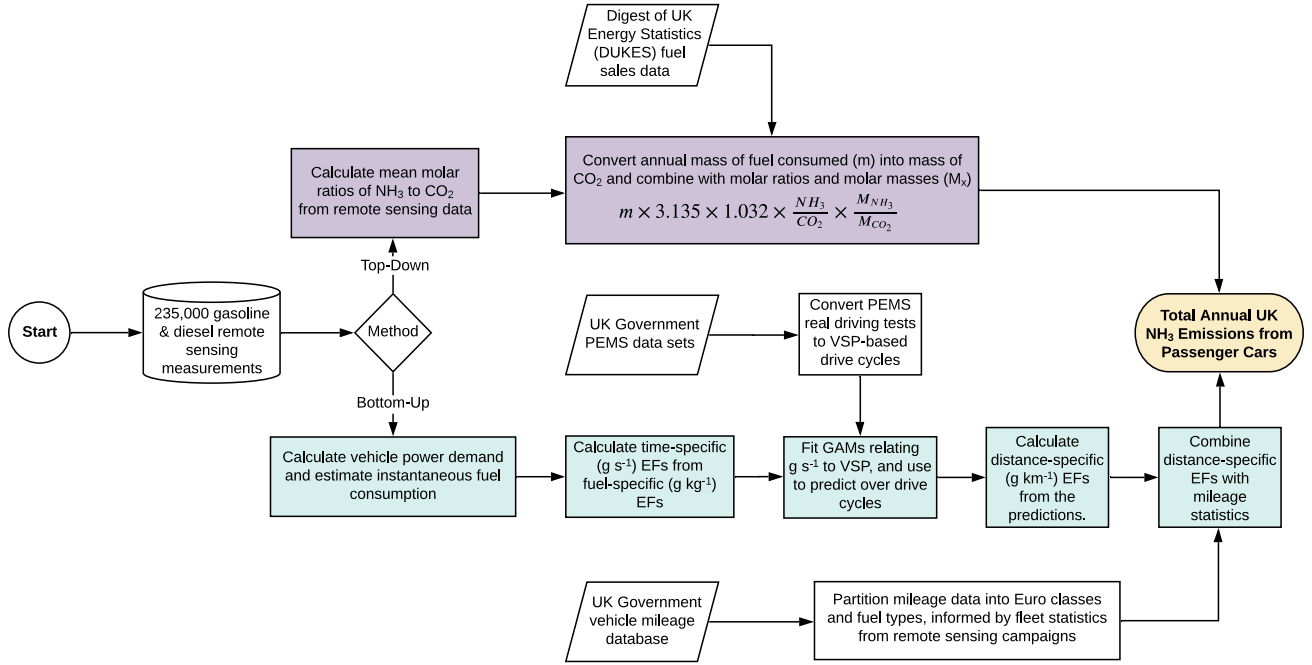 Digest of UK
Energy Statistics
(DUKES) fuel
sales data
Calculate mean molar
ratios of NH₃ to CO₂
from remote sensing data
Convert annual mass of fuel consumed (m) into mass of
CO₂ and combine with molar ratios and molar masses (Mₓ)
m × 3.135 × 1.032 × NH₃/CO₂ × M_NH₃/M_CO₂
Top-Down
Start
235,000 gasoline
& diesel remote
sensing
measurements
Method
UK Government
PEMS data sets
Convert PEMS
real driving tests
to VSP-based
drive cycles
Total Annual UK
NH₃ Emissions from
Passenger Cars
Bottom-Up
Calculate vehicle power demand
and estimate instantaneous fuel
consumption
Calculate time-specific
(g s⁻¹) EFs from
fuel-specific (g kg⁻¹)
EFs
Fit GAMs relating
g s⁻¹ to VSP, and use
to predict over drive
cycles
Calculate
distance-specific
(g km⁻¹) EFs
from the
predictions.
Combine
distance-specific
EFs with
mileage
statistics
UK Government
vehicle mileage
database
Partition mileage data into Euro classes
and fuel types, informed by fleet statistics
from remote sensing campaigns